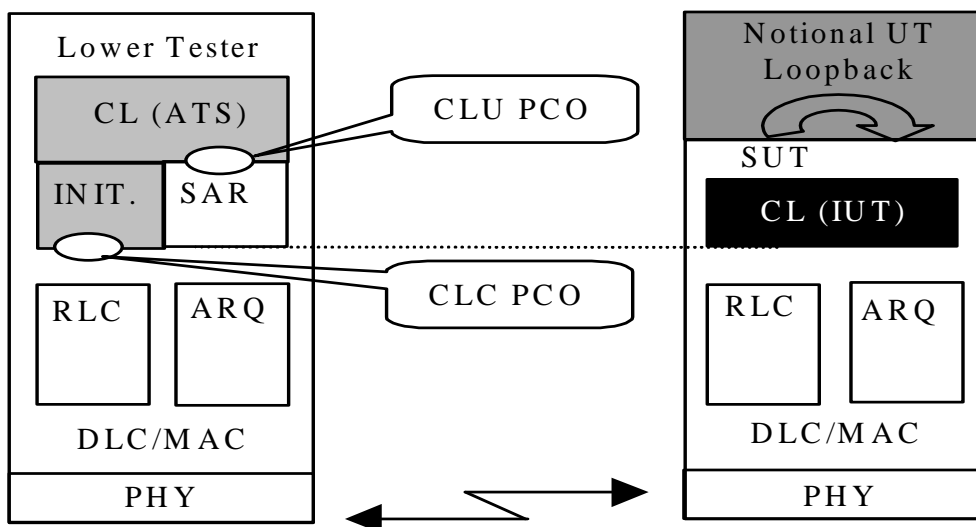 Lower Tester
CL (ATS)
INIT.
SAR
CLU PCO
CLC PCO
RLC
ARQ
DLC/MAC
PHY
Notional UT
Loopback
SUT
CL (IUT)
RLC
ARQ
DLC/MAC
PHY